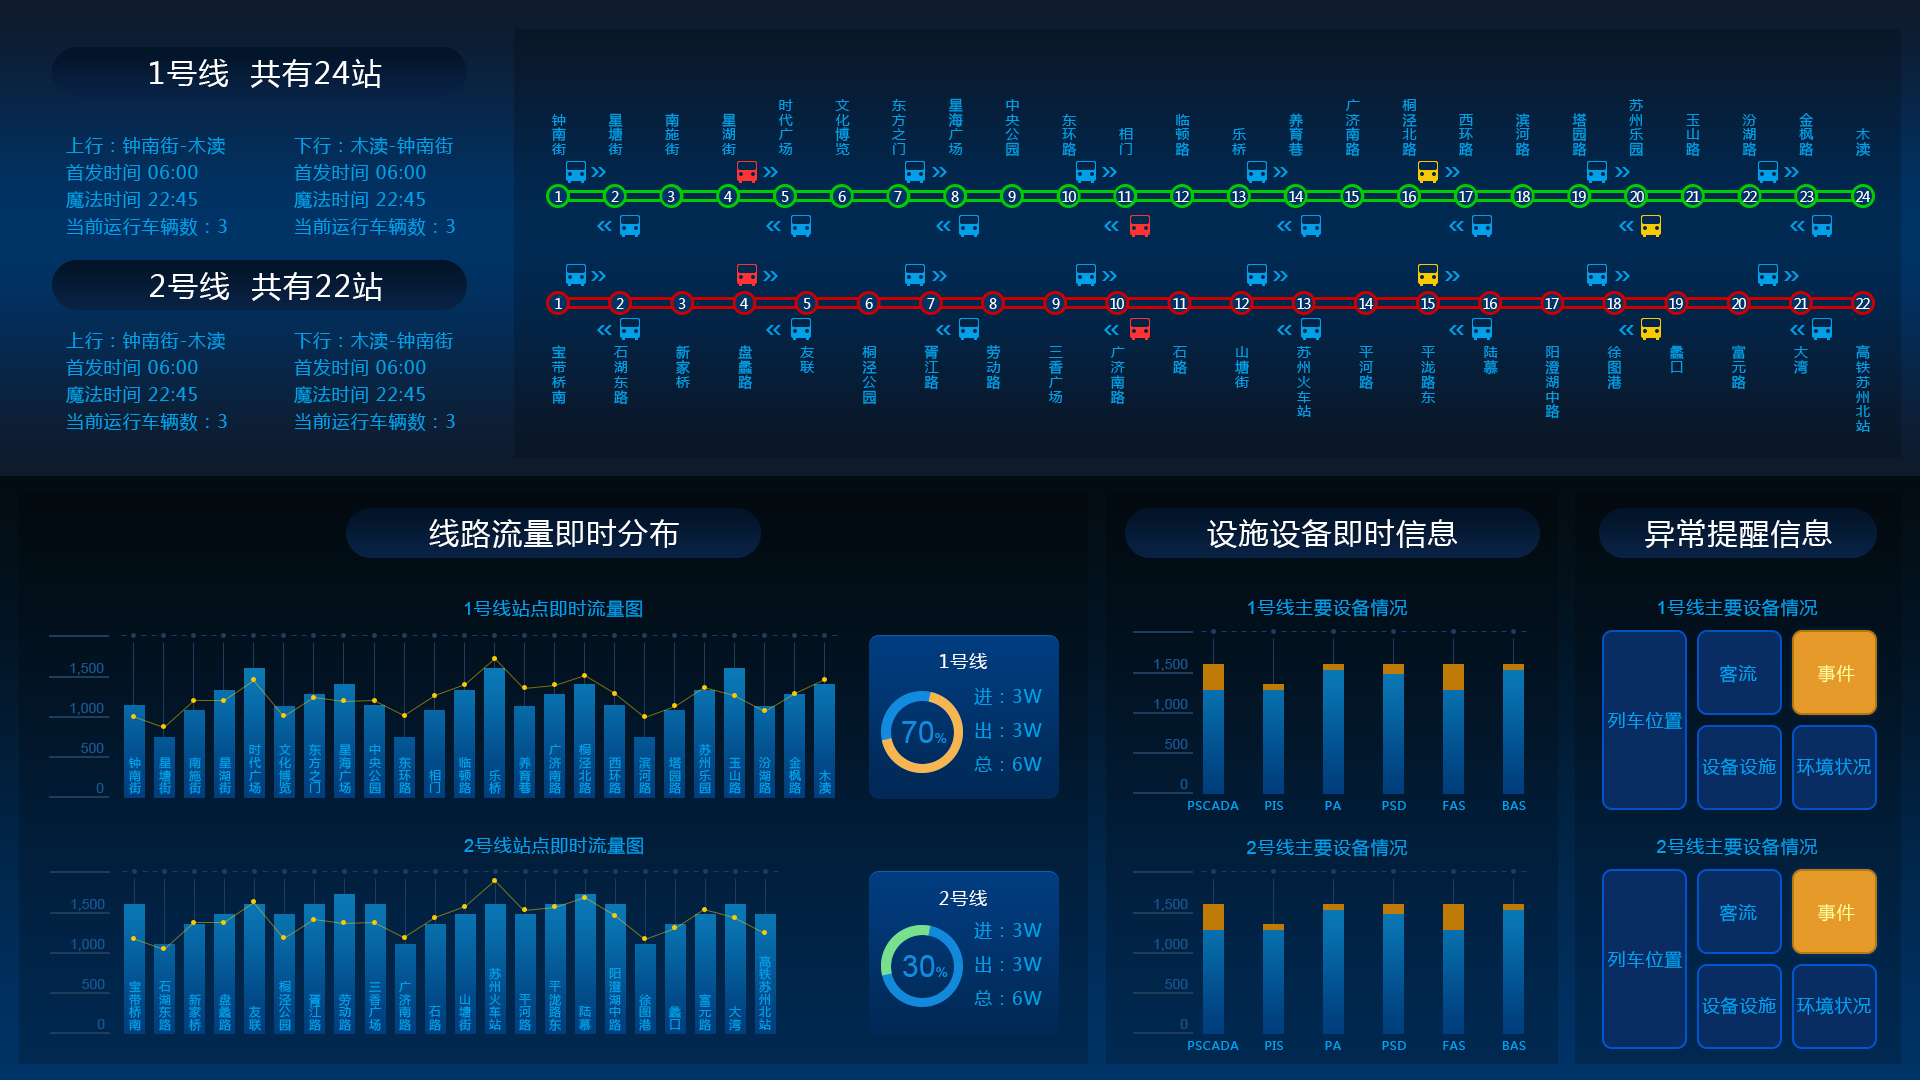 1号线 共有24站
上行：钟南街-木渎
首发时间 06:00
魔法时间 22:45
当前运行车辆数：3
下行：木渎-钟南街
首发时间 06:00
魔法时间 22:45
当前运行车辆数：3
2号线 共有22站
上行：钟南街-木渎
首发时间 06:00
魔法时间 22:45
当前运行车辆数：3
下行：木渎-钟南街
首发时间 06:00
魔法时间 22:45
当前运行车辆数：3
钟南街
星塘街
南施街
星湖街
时代广场
文化博览
东方之门
星海广场
中央公园
东环路
相门
临顿路
乐桥
养育巷
广济南路
桐泾北路
西环路
滨河路
塔园路
苏州乐园
玉山路
汾湖路
金枫路
木渎
1 2 3 4 5 6 7 8 9 10 11 12 13 14 15 16 17 18 19 20 21 22 23 24
1 2 3 4 5 6 7 8 9 10 11 12 13 14 15 16 17 18 19 20 21 22
宝带桥南
石湖东路
新家桥
盘蠡路
友联
桐泾公园
胥江路
劳动路
三香广场
广济南路
石路
山塘街
苏州火车站
平河路
平泷路东
陆慕
阳澄湖中路
徐图港
蠡口
富元路
大湾
高铁苏州北站
线路流量即时分布
1号线站点即时流量图
1,500
1,000
500
0
钟南街
星塘街
南施街
星湖街
时代广场
文化博览
东方之门
星海广场
中央公园
东环路
相门
临顿路
乐桥
养育巷
广济南路
桐泾北路
西环路
滨河路
塔园路
苏州乐园
玉山路
汾湖路
金枫路
木渎
1号线
70%
进：3W
出：3W
总：6W
2号线站点即时流量图
1,500
1,000
500
0
宝带桥南
石湖东路
新家桥
盘蠡路
友联
桐泾公园
胥江路
劳动路
三香广场
广济南路
石路
山塘街
苏州火车站
平河路
平泷路东
陆慕
阳澄湖中路
徐图港
蠡口
富元路
大湾
高铁苏州北站
2号线
30%
进：3W
出：3W
总：6W
设施设备即时信息
1号线主要设备情况
1,500
1,000
500
0
PSCADA PIS PA PSD FAS BAS
2号线主要设备情况
1,500
1,000
500
0
PSCADA PIS PA PSD FAS BAS
异常提醒信息
1号线主要设备情况
列车位置
客流
事件
设备设施
环境状况
2号线主要设备情况
列车位置
客流
事件
设备设施
环境状况